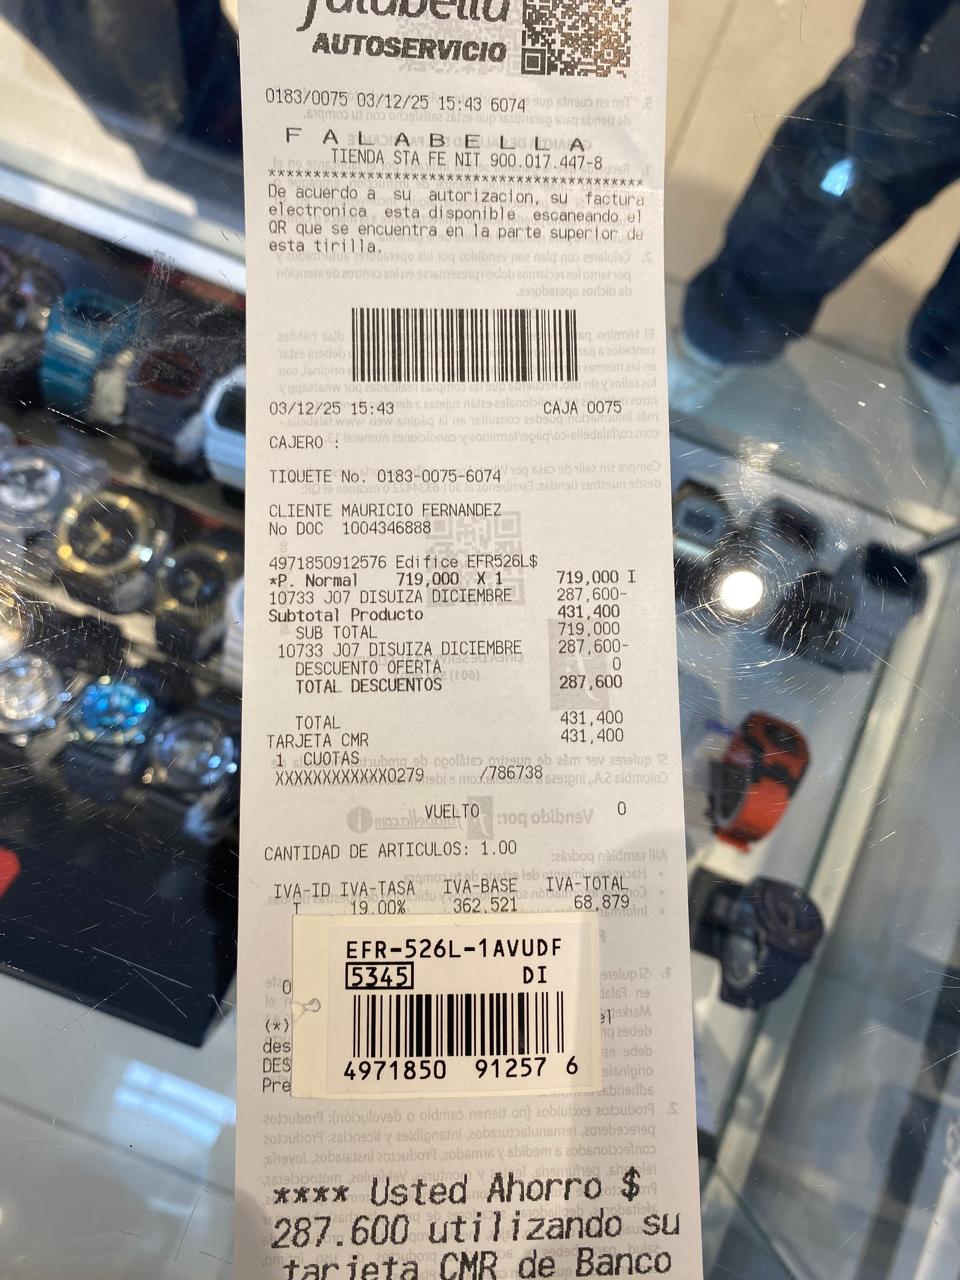 falabella
AUTOSERVICIO
0183/0075 03/12/25 15:43 6074
F A L A B E L L A
TIENDA STA FE NIT 900.017.447-8
******************************************
De acuerdo a su autorizacion, su factura
electronica esta disponible escaneando el
QR que se encuentra en la parte superior de
esta tirilla.
03/12/25 15:43 CAJA 0075
CAJERO :
TIQUETE No. 0183-0075-6074
CLIENTE MAURICIO FERNANDEZ
No DOC 1004346888
4971850912576 Edifice EFR526L$
*P. Normal 719,000 X 1 719,000 I
10733 J07 DISUIZA DICIEMBRE 287,600-
Subtotal Producto 431,400
SUB TOTAL 719,000
10733 J07 DISUIZA DICIEMBRE 287,600-
DESCUENTO OFERTA 0
TOTAL DESCUENTOS 287,600
TOTAL 431,400
TARJETA CMR 431,400
1 CUOTAS
XXXXXXXXXXXX0279 /786738
VUELTO 0
CANTIDAD DE ARTICULOS: 1.00
IVA-ID IVA-TASA IVA-BASE IVA-TOTAL
I 19.00% 362,521 68,879
EFR-526L-1AVUDF
5345 DI
4971850 91257 6
(*)
des
DES
Pre
**** Usted Ahorro $
287.600 utilizando su
tarjeta CMR de Banco